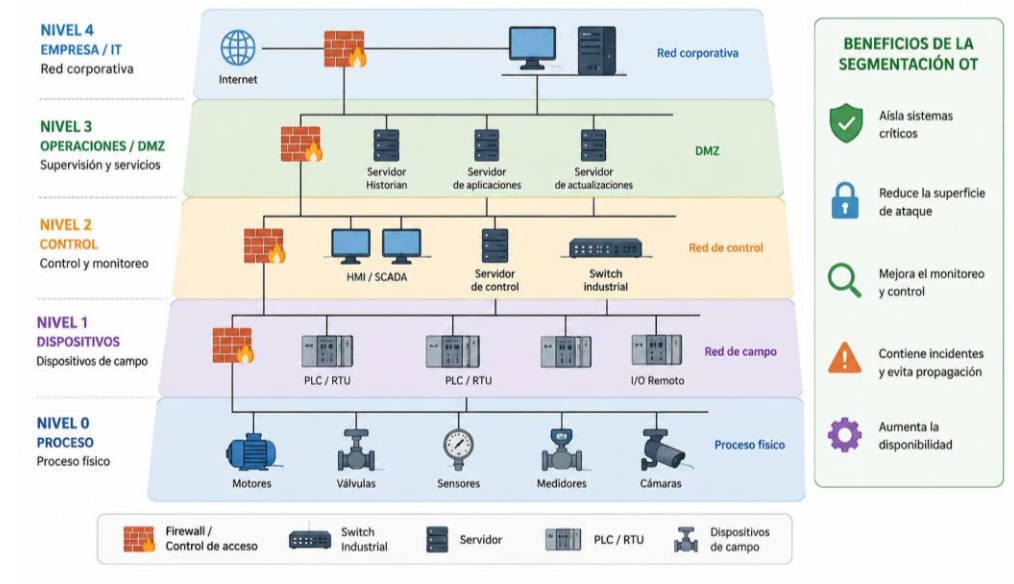 NIVEL 4
EMPRESA / IT
Red corporativa
Internet
Red corporativa
NIVEL 3
OPERACIONES / DMZ
Supervisión y servicios
Servidor
Historian
Servidor
de aplicaciones
Servidor
de actualizaciones
DMZ
NIVEL 2
CONTROL
Control y monitoreo
HMI / SCADA
Servidor
de control
Switch
industrial
Red de control
NIVEL 1
DISPOSITIVOS
Dispositivos de campo
PLC / RTU
PLC / RTU
I/O Remoto
Red de campo
NIVEL 0
PROCESO
Proceso físico
Motores
Válvulas
Sensores
Medidores
Cámaras
Proceso físico
BENEFICIOS DE LA
SEGMENTACIÓN OT
Aísla sistemas
críticos
Reduce la superficie
de ataque
Mejora el monitoreo
y control
Contiene incidentes
y evita propagación
Aumenta la
disponibilidad
Firewall /
Control de acceso
Switch
Industrial
Servidor
PLC / RTU
Dispositivos
de campo